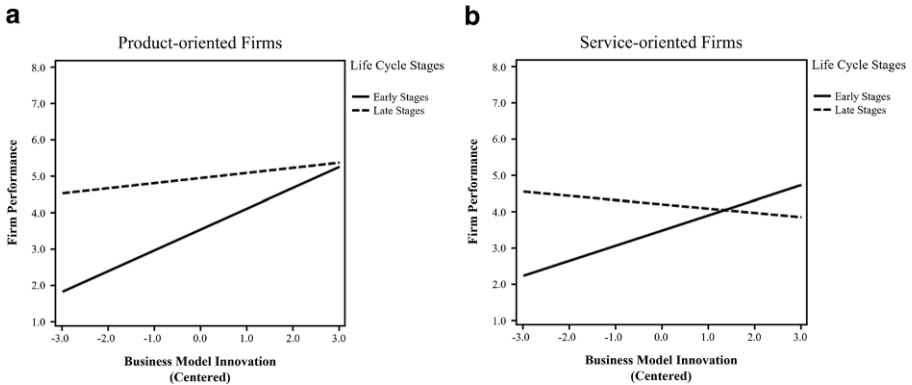 a
Product-oriented Firms
Life Cycle Stages
Early Stages
Late Stages
Firm Performance
8.0
7.0
6.0
5.0
4.0
3.0
2.0
1.0
-3.0 -2.0 -1.0 0.0 1.0 2.0 3.0
Business Model Innovation
(Centered)
b
Service-oriented Firms
Life Cycle Stages
Early Stages
Late Stages
Firm Performance
8.0
7.0
6.0
5.0
4.0
3.0
2.0
1.0
-3.0 -2.0 -1.0 0.0 1.0 2.0 3.0
Business Model Innovation
(Centered)